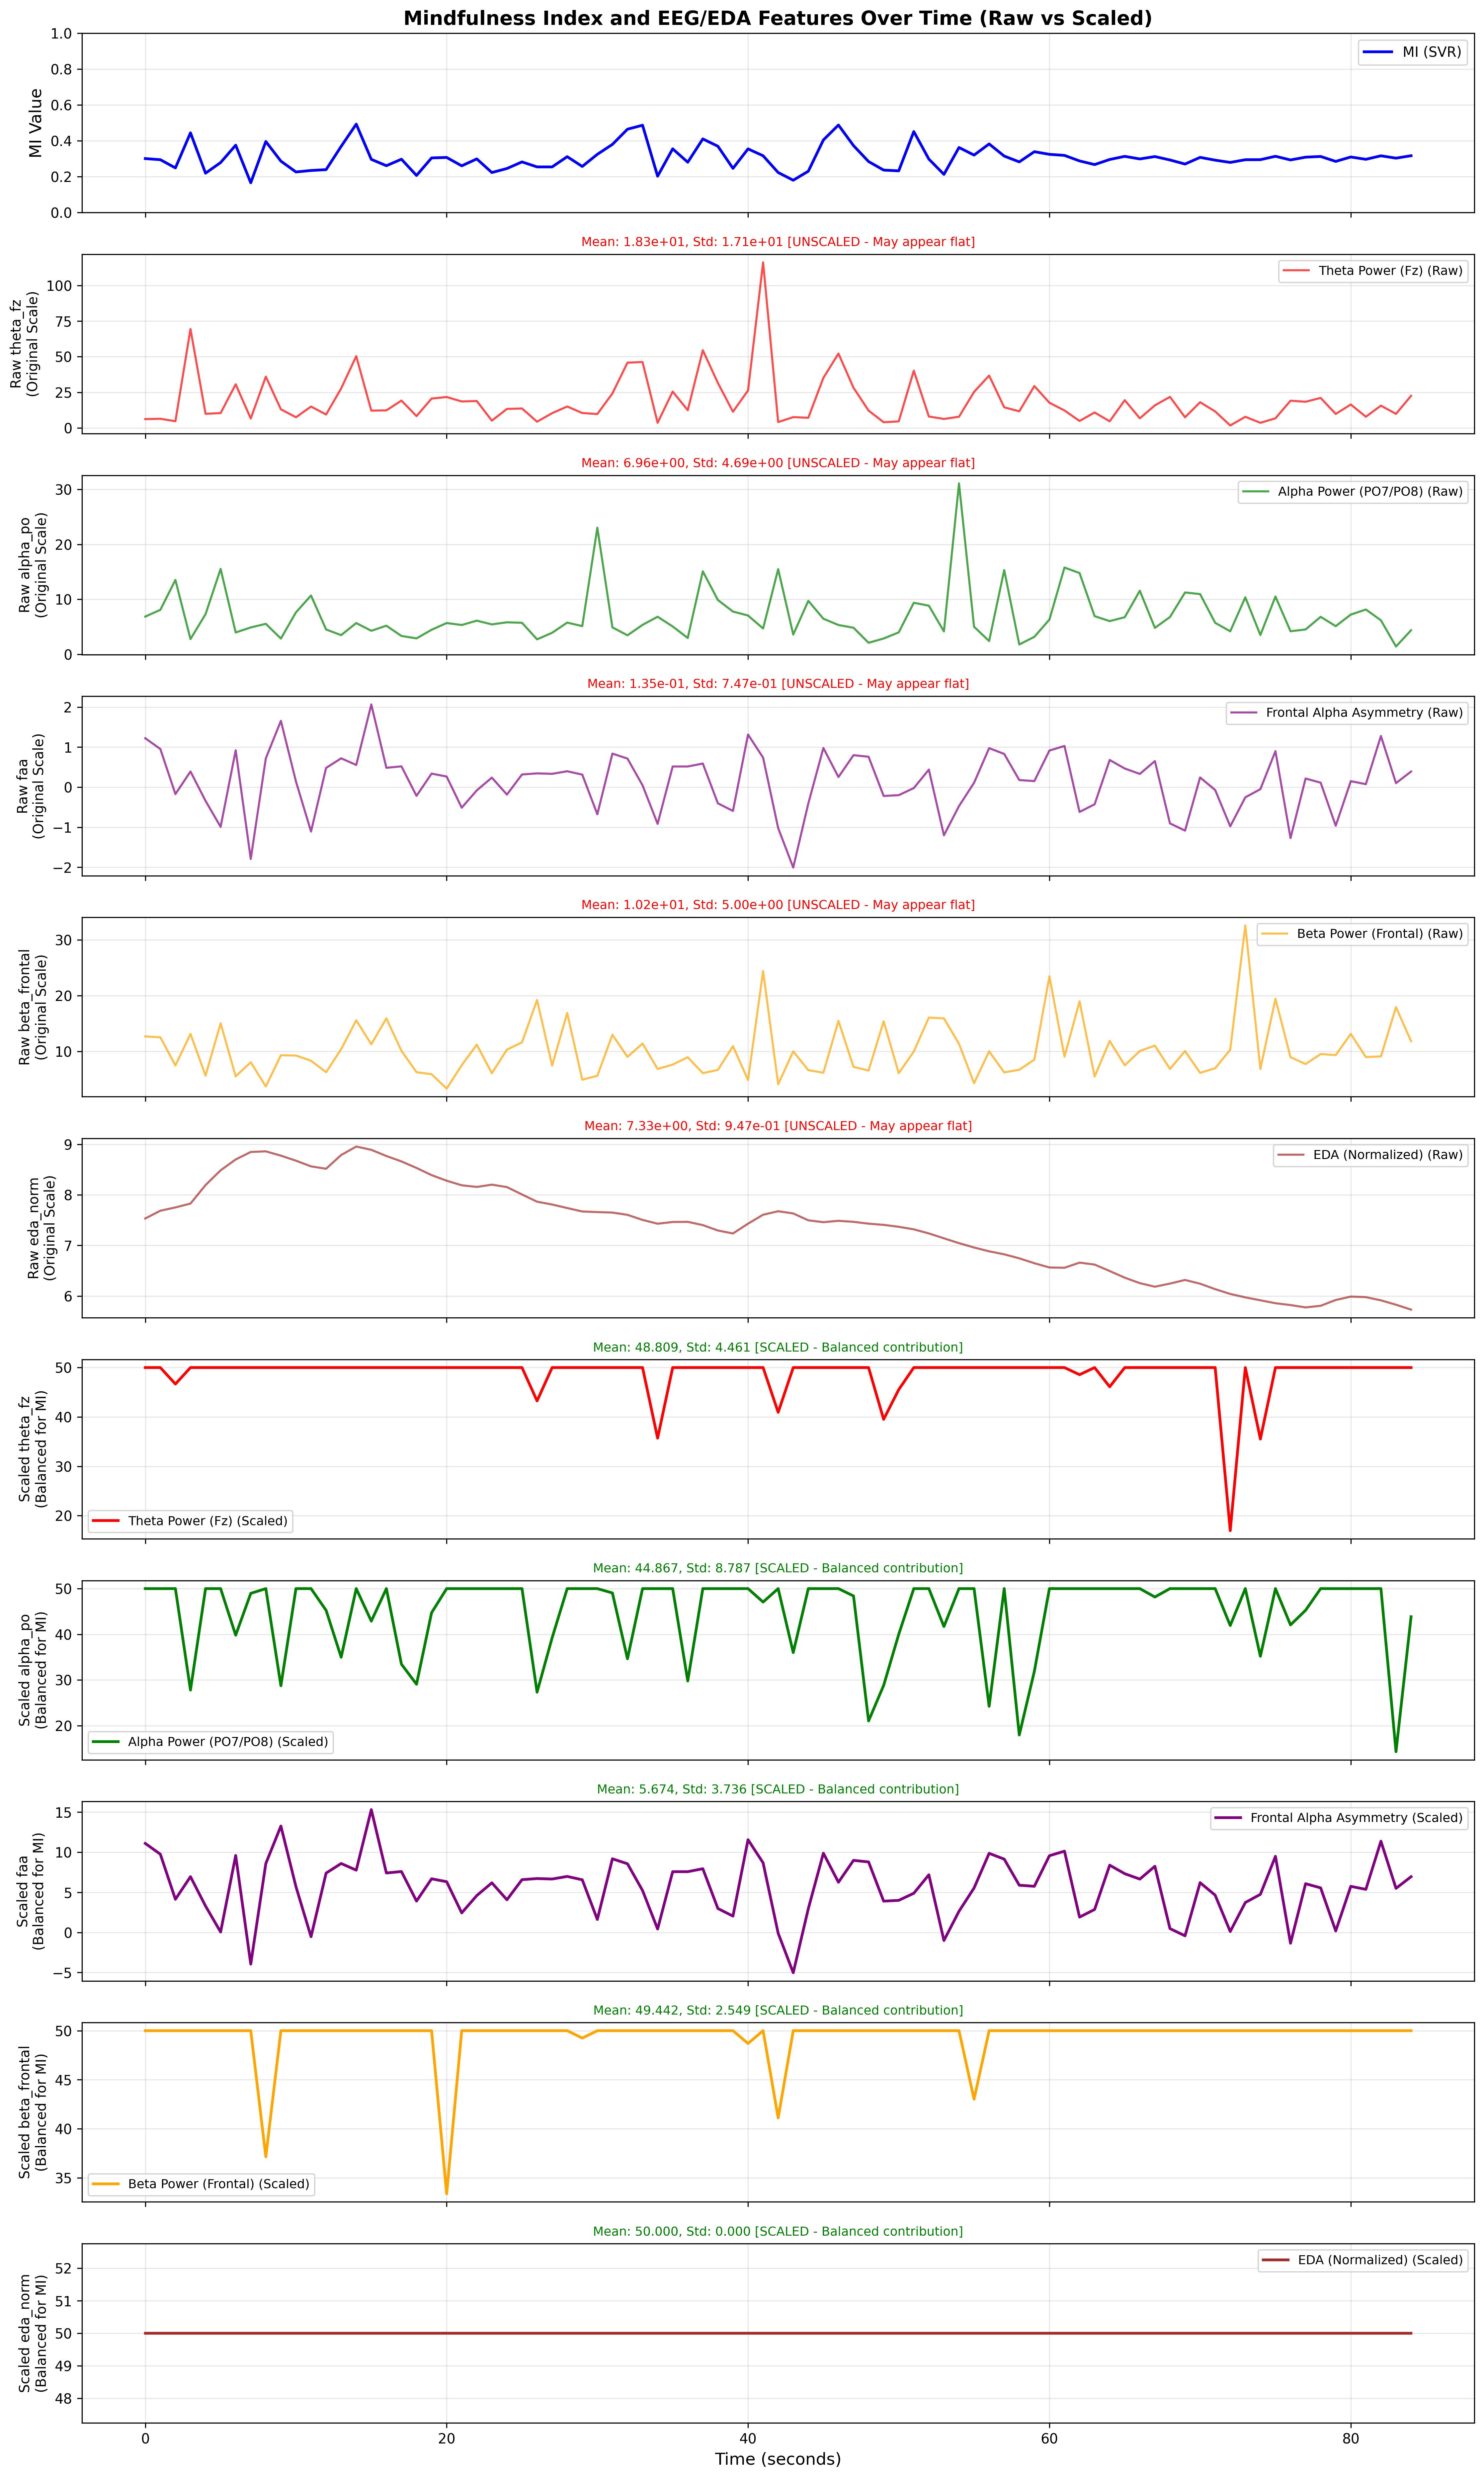 Mindfulness Index and EEG/EDA Features Over Time (Raw vs Scaled)
MI Value
1.0
0.8
0.6
0.4
0.2
0.0
MI (SVR)
Mean: 1.83e+01, Std: 1.71e+01 [UNSCALED - May appear flat]
Raw theta_fz
(Original Scale)
100
75
50
25
0
Theta Power (Fz) (Raw)
Mean: 6.96e+00, Std: 4.69e+00 [UNSCALED - May appear flat]
Raw alpha_po
(Original Scale)
30
20
10
0
Alpha Power (PO7/PO8) (Raw)
Mean: 1.35e-01, Std: 7.47e-01 [UNSCALED - May appear flat]
Raw faa
(Original Scale)
2
1
0
−1
−2
Frontal Alpha Asymmetry (Raw)
Mean: 1.02e+01, Std: 5.00e+00 [UNSCALED - May appear flat]
Raw beta_frontal
(Original Scale)
30
20
10
Beta Power (Frontal) (Raw)
Mean: 7.33e+00, Std: 9.47e-01 [UNSCALED - May appear flat]
Raw eda_norm
(Original Scale)
9
8
7
6
EDA (Normalized) (Raw)
Mean: 48.809, Std: 4.461 [SCALED - Balanced contribution]
Scaled theta_fz
(Balanced for MI)
50
40
30
20
Theta Power (Fz) (Scaled)
Mean: 44.867, Std: 8.787 [SCALED - Balanced contribution]
Scaled alpha_po
(Balanced for MI)
50
40
30
20
Alpha Power (PO7/PO8) (Scaled)
Mean: 5.674, Std: 3.736 [SCALED - Balanced contribution]
Scaled faa
(Balanced for MI)
15
10
5
0
−5
Frontal Alpha Asymmetry (Scaled)
Mean: 49.442, Std: 2.549 [SCALED - Balanced contribution]
Scaled beta_frontal
(Balanced for MI)
50
45
40
35
Beta Power (Frontal) (Scaled)
Mean: 50.000, Std: 0.000 [SCALED - Balanced contribution]
Scaled eda_norm
(Balanced for MI)
52
51
50
49
48
EDA (Normalized) (Scaled)
0 20 40 60 80
Time (seconds)